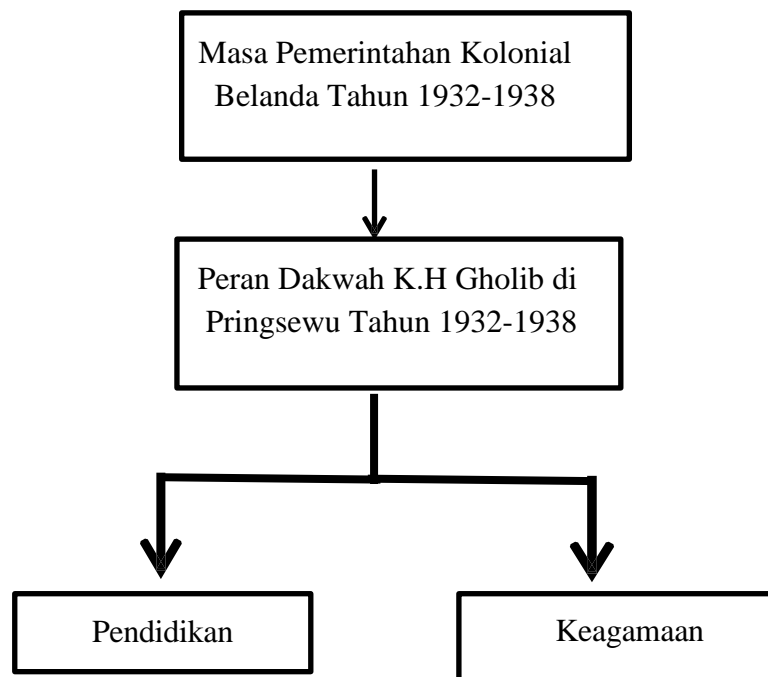 Masa Pemerintahan Kolonial
Belanda Tahun 1932-1938
Peran Dakwah K.H Gholib di
Pringsewu Tahun 1932-1938
Pendidikan
Keagamaan